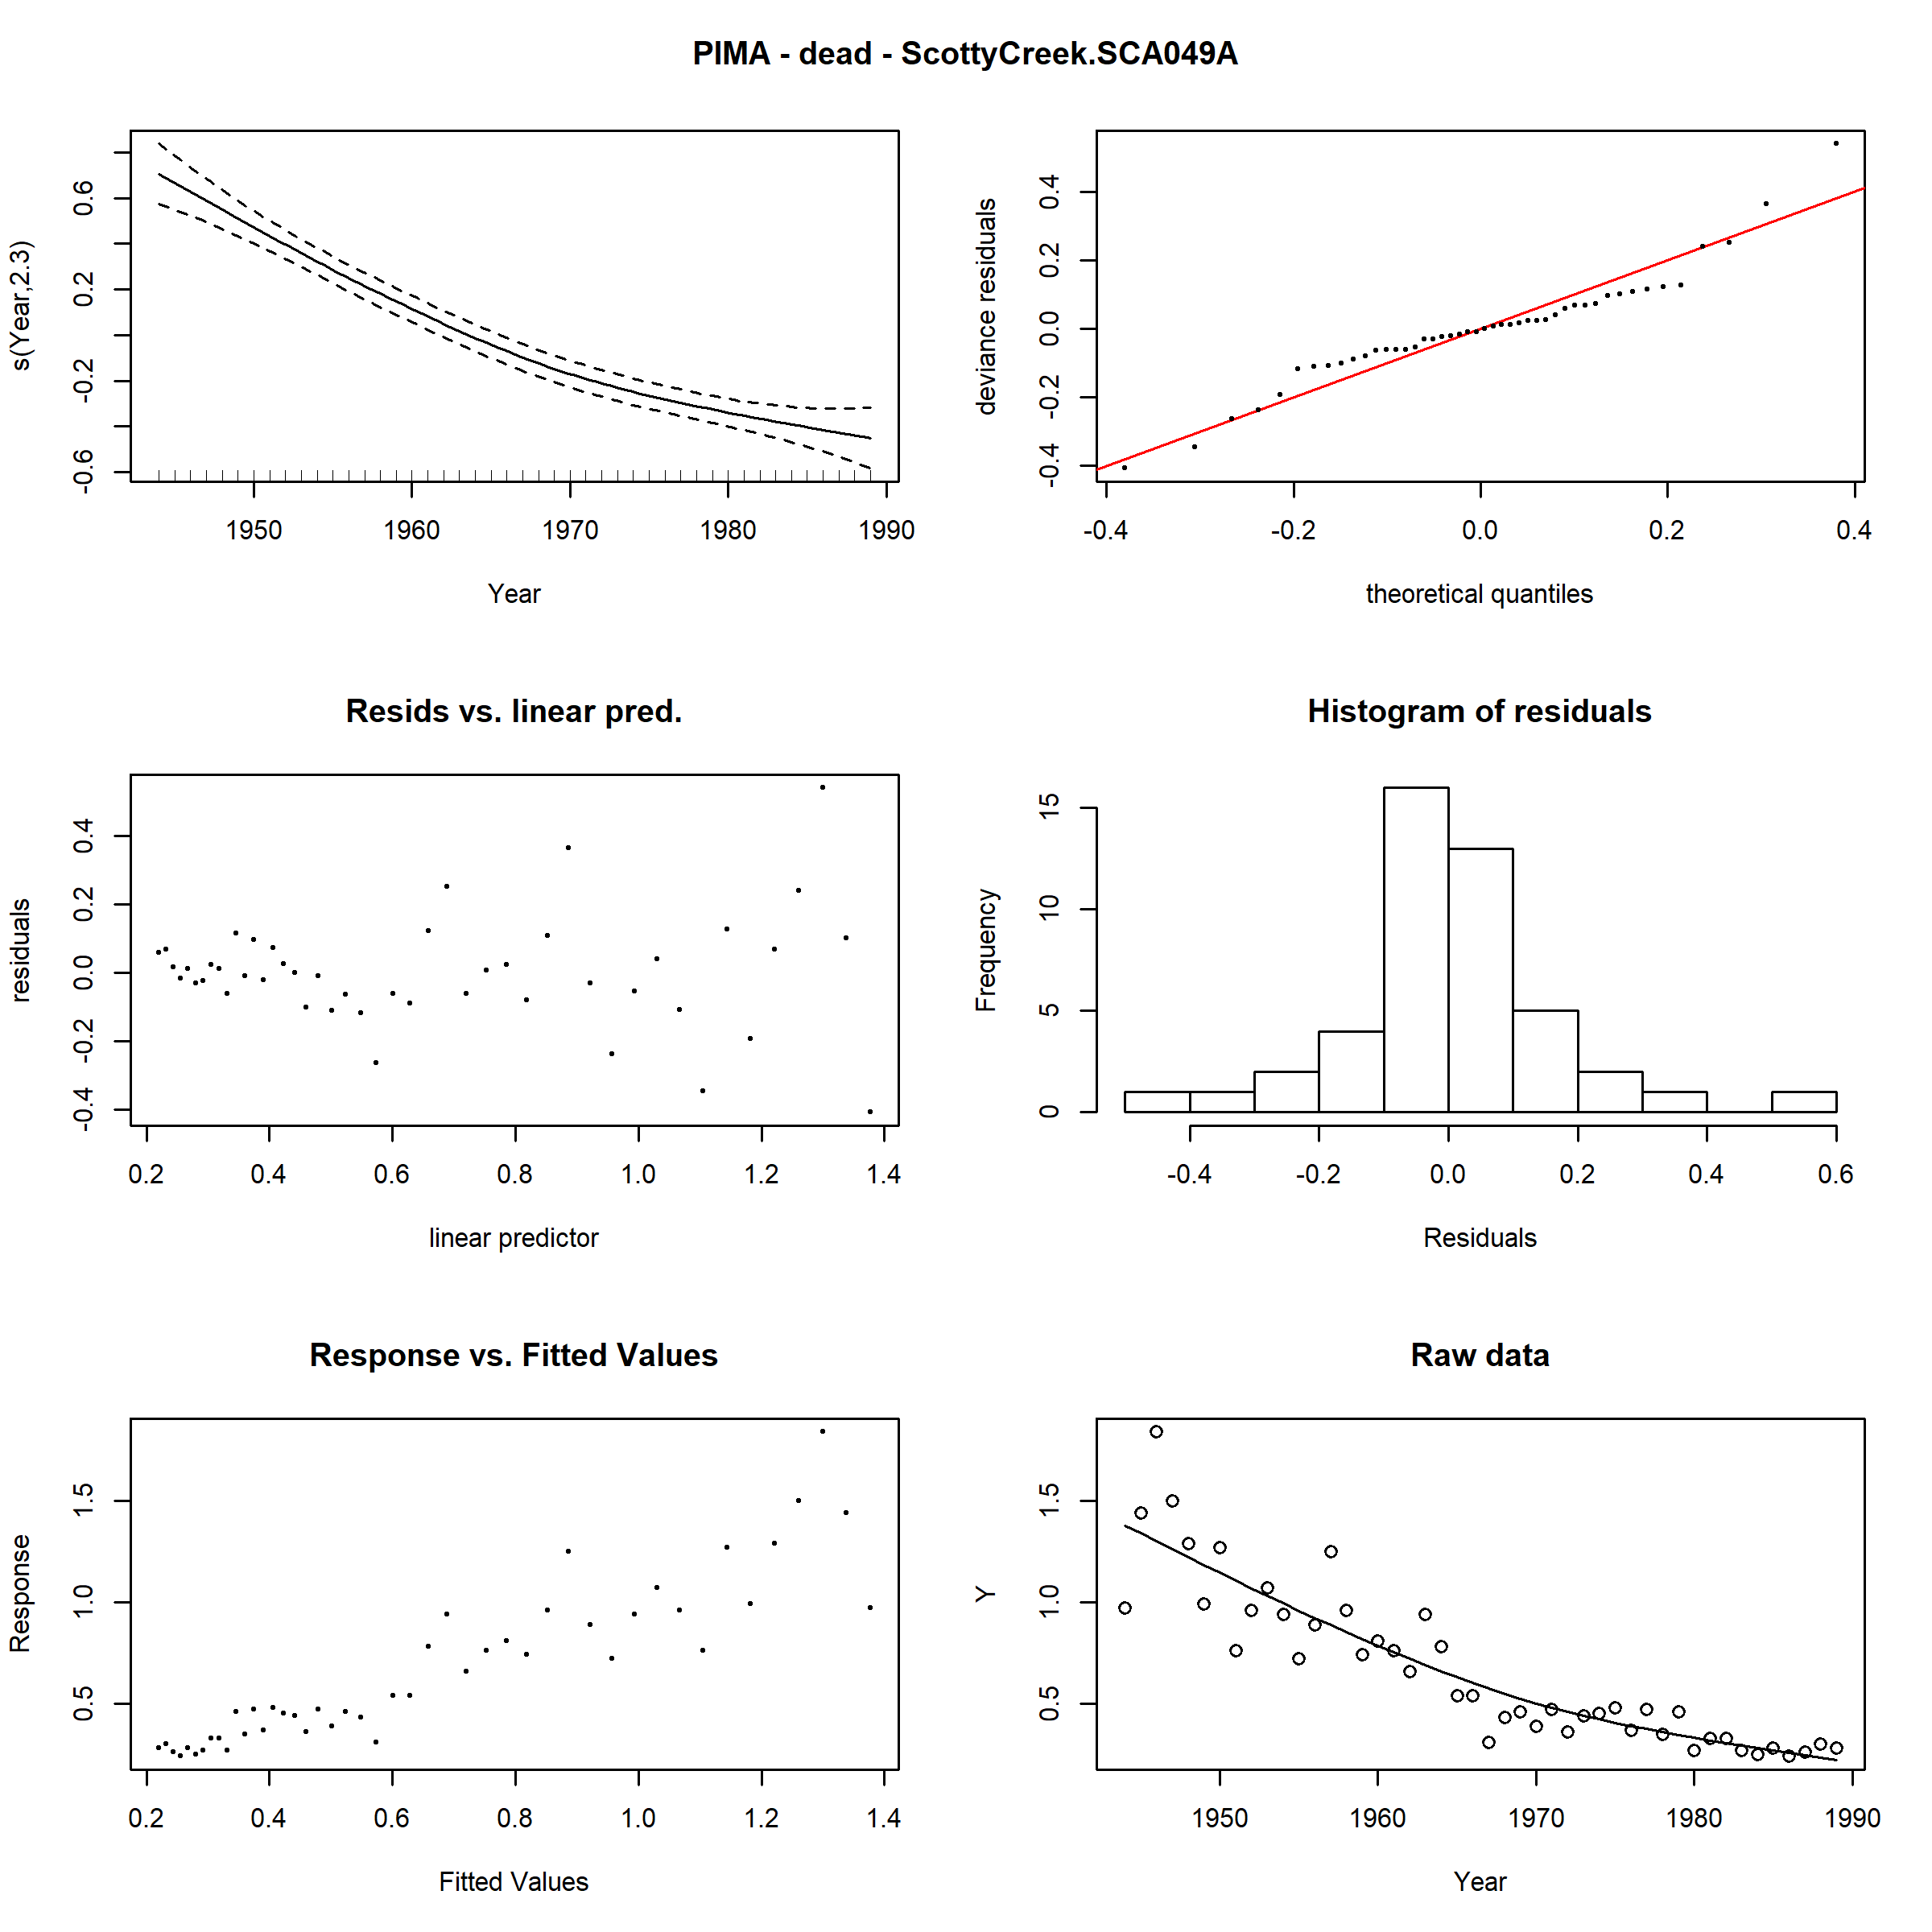 PIMA - dead - ScottyCreek.SCA049A
s(Year,2.3)
-0.6 -0.2 0.2 0.6
1950 1960 1970 1980 1990
Year
deviance residuals
-0.4 -0.2 0.0 0.2 0.4
-0.4 -0.2 0.0 0.2 0.4
theoretical quantiles
Resids vs. linear pred.
residuals
-0.4 -0.2 0.0 0.2 0.4
0.2 0.4 0.6 0.8 1.0 1.2 1.4
linear predictor
Histogram of residuals
Frequency
0 5 10 15
-0.4 -0.2 0.0 0.2 0.4 0.6
Residuals
Response vs. Fitted Values
Response
0.5 1.0 1.5
0.2 0.4 0.6 0.8 1.0 1.2 1.4
Fitted Values
Raw data
Y
0.5 1.0 1.5
1950 1960 1970 1980 1990
Year